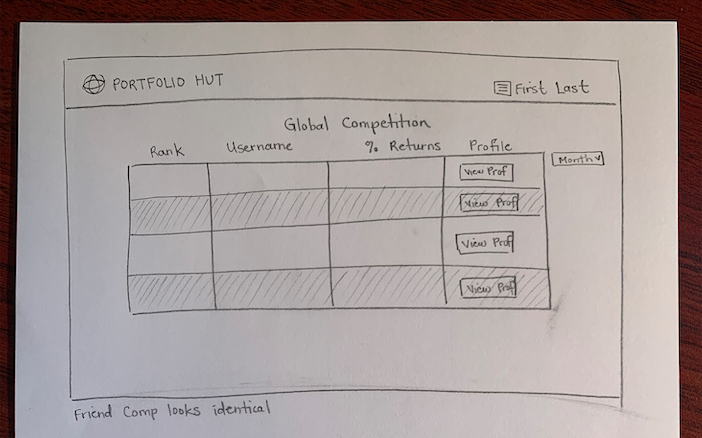 PORTFOLIO HUT
First Last
Global Competition
Rank Username % Returns Profile
View Prof
Month
View Prof
View Prof
View Prof
Friend Comp looks identical